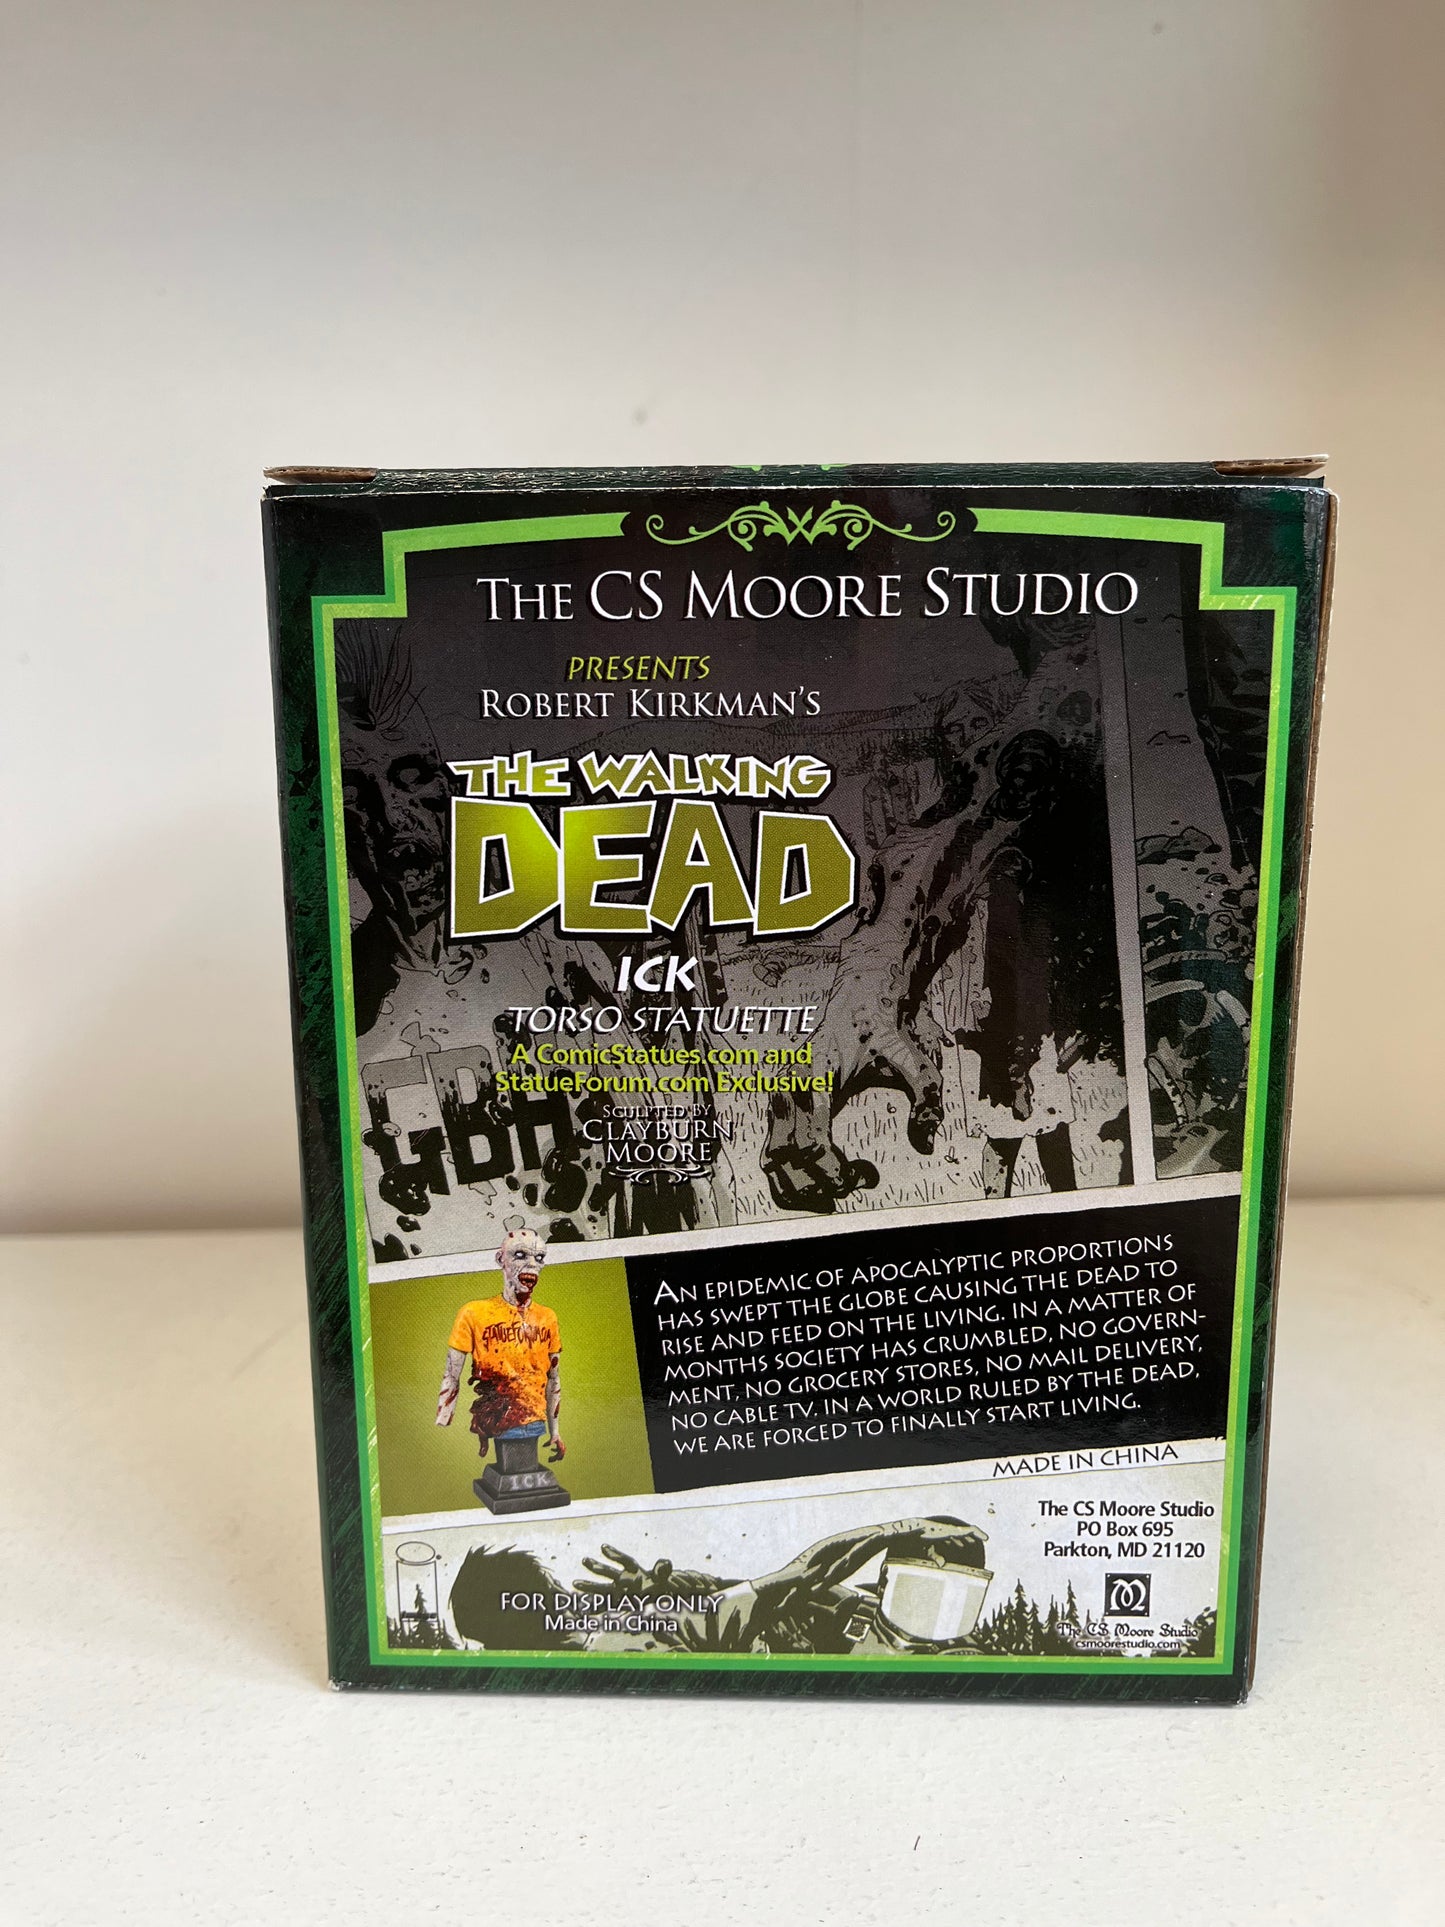 THE CS MOORE STUDIO
PRESENTS
ROBERT KIRKMAN'S
THE WALKING
DEAD
ICK
TORSO STATUETTE
A ComicStatues.com and
StatueForum.com Exclusive!
SCULPTED BY
CLAYBURN
MOORE
GBH
STATUEFORUM.COM
ICK
AN EPIDEMIC OF APOCALYPTIC PROPORTIONS
HAS SWEPT THE GLOBE CAUSING THE DEAD TO
RISE AND FEED ON THE LIVING. IN A MATTER OF
MONTHS SOCIETY HAS CRUMBLED, NO GOVERN-
MENT, NO GROCERY STORES, NO MAIL DELIVERY,
NO CABLE TV. IN A WORLD RULED BY THE DEAD,
WE ARE FORCED TO FINALLY START LIVING.
MADE IN CHINA
The CS Moore Studio
PO Box 695
Parkton, MD 21120
FOR DISPLAY ONLY
Made in China
The CS Moore Studio
csmoorestudio.com